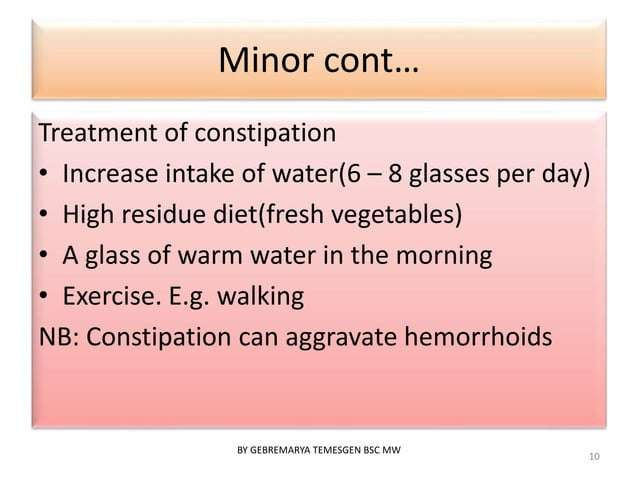 Minor cont…
Treatment of constipation
• Increase intake of water(6 – 8 glasses per day)
• High residue diet(fresh vegetables)
• A glass of warm water in the morning
• Exercise. E.g. walking
NB: Constipation can aggravate hemorrhoids
BY GEBREMARYA TEMESGEN BSC MW
10